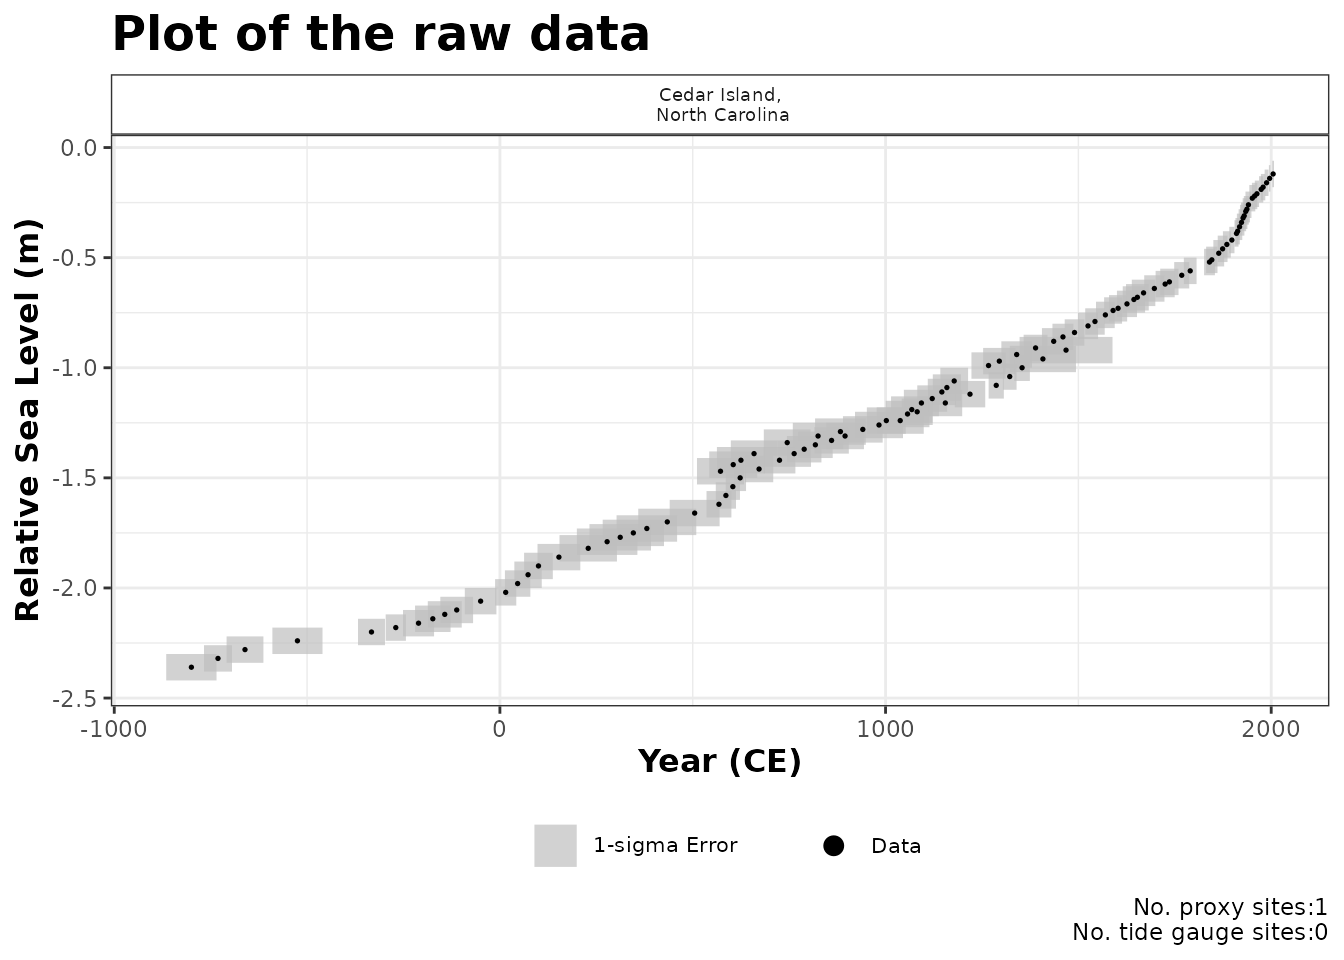 Plot of the raw data
Cedar Island,
North Carolina
Relative Sea Level (m)
0.0
-0.5
-1.0
-1.5
-2.0
-2.5
-1000
0
1000
2000
Year (CE)
1-sigma Error
Data
No. proxy sites:1
No. tide gauge sites:0